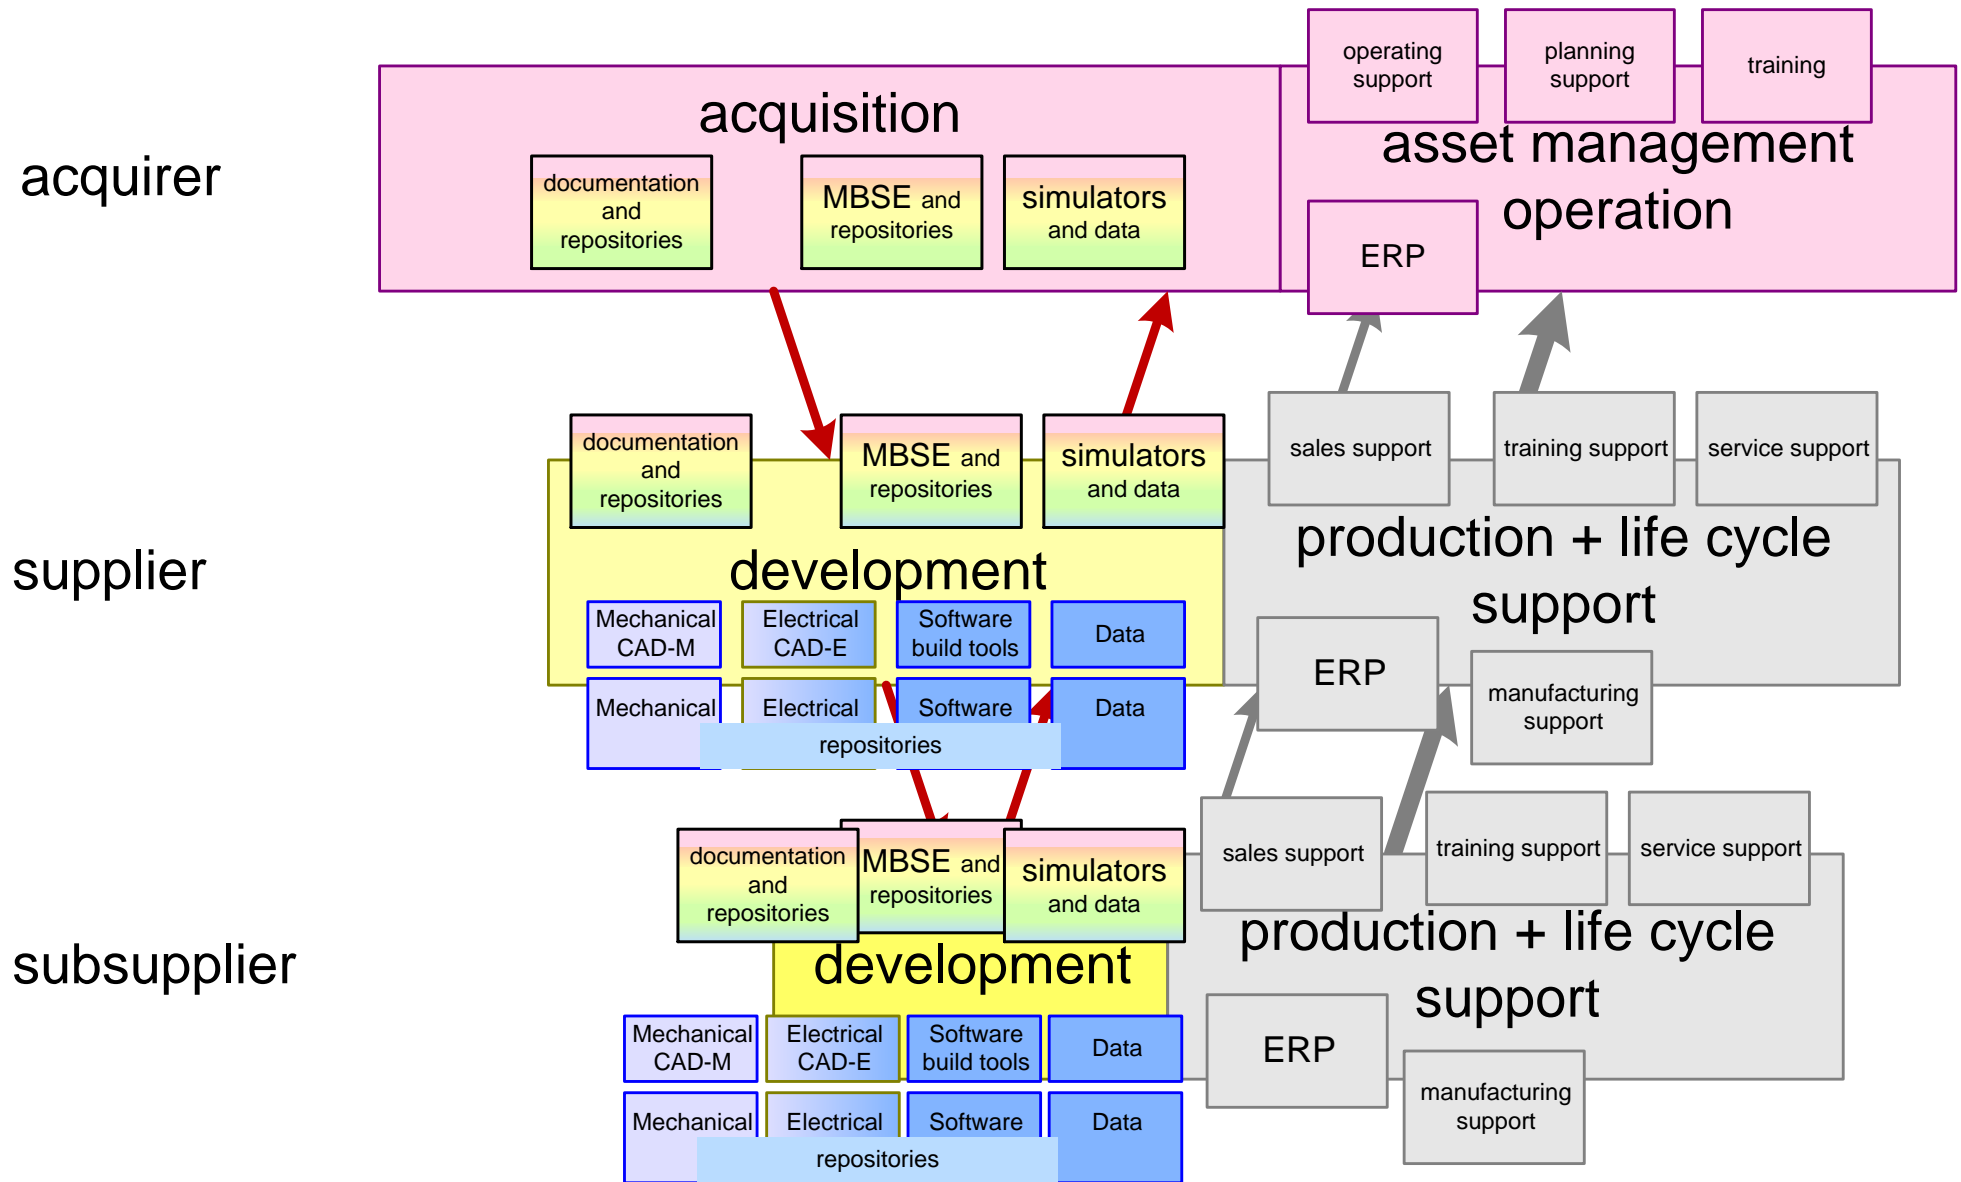 operating
support
planning
support
training
acquisition
asset management
operation
acquirer
documentation
and
repositories
MBSE and
repositories
simulators
and data
ERP
documentation
and
repositories
MBSE and
repositories
simulators
and data
sales support
training support
service support
supplier
development
production + life cycle
support
Mechanical
CAD-M
Electrical
CAD-E
Software
build tools
Data
ERP
manufacturing
support
Mechanical
Electrical
Software
Data
repositories
documentation
and
repositories
MBSE and
repositories
simulators
and data
sales support
training support
service support
subsupplier
development
production + life cycle
support
Mechanical
CAD-M
Electrical
CAD-E
Software
build tools
Data
ERP
manufacturing
support
Mechanical
Electrical
Software
Data
repositories